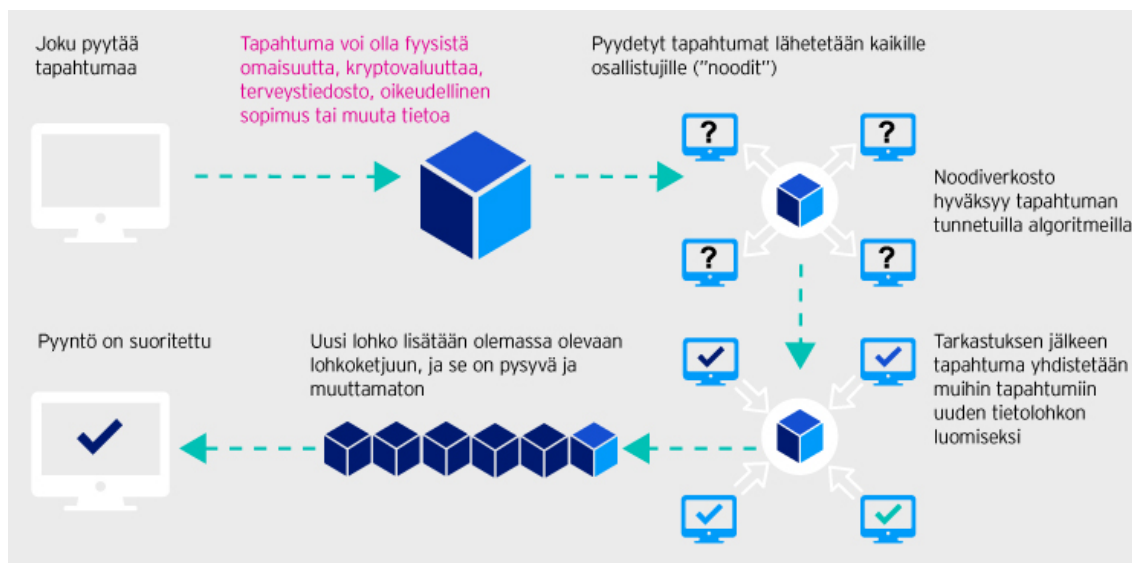 Joku pyytää
tapahtumaa
Tapahtuma voi olla fyysistä
omaisuutta, kryptovaluuttaa,
terveystiedosto, oikeudellinen
sopimus tai muuta tietoa
Pyydetyt tapahtumat lähetetään kaikille
osallistujille ("noodit")
?
?
?
?
Noodiverkosto
hyväksyy tapahtuman
tunnetuilla algoritmeilla
Tarkastuksen jälkeen
tapahtuma yhdistetään
muihin tapahtumiin
uuden tietolohkon
luomiseksi
Uusi lohko lisätään olemassa olevaan
lohkoketjuun, ja se on pysyvä ja
muuttamaton
Pyyntö on suoritettu